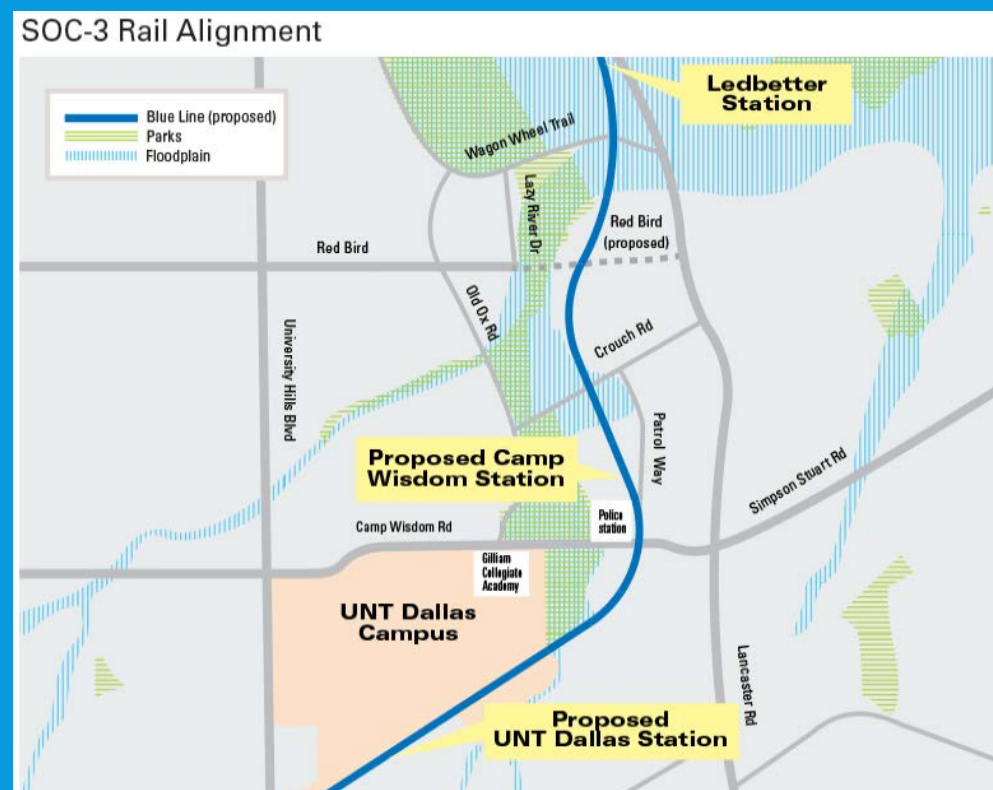 SOC-3 Rail Alignment
Blue Line (proposed)
Parks
Floodplain
Ledbetter
Station
Wagon Wheel Trail
Lazy River Dr
Red Bird
Red Bird
(proposed)
Old Ox Rd
University Hills Blvd
Crouch Rd
Patrol Way
Proposed Camp
Wisdom Station
Simpson Stuart Rd
Police
station
Camp Wisdom Rd
Gilliam
Collegiate
Academy
UNT Dallas
Campus
Lancaster Rd
Proposed
UNT Dallas Station